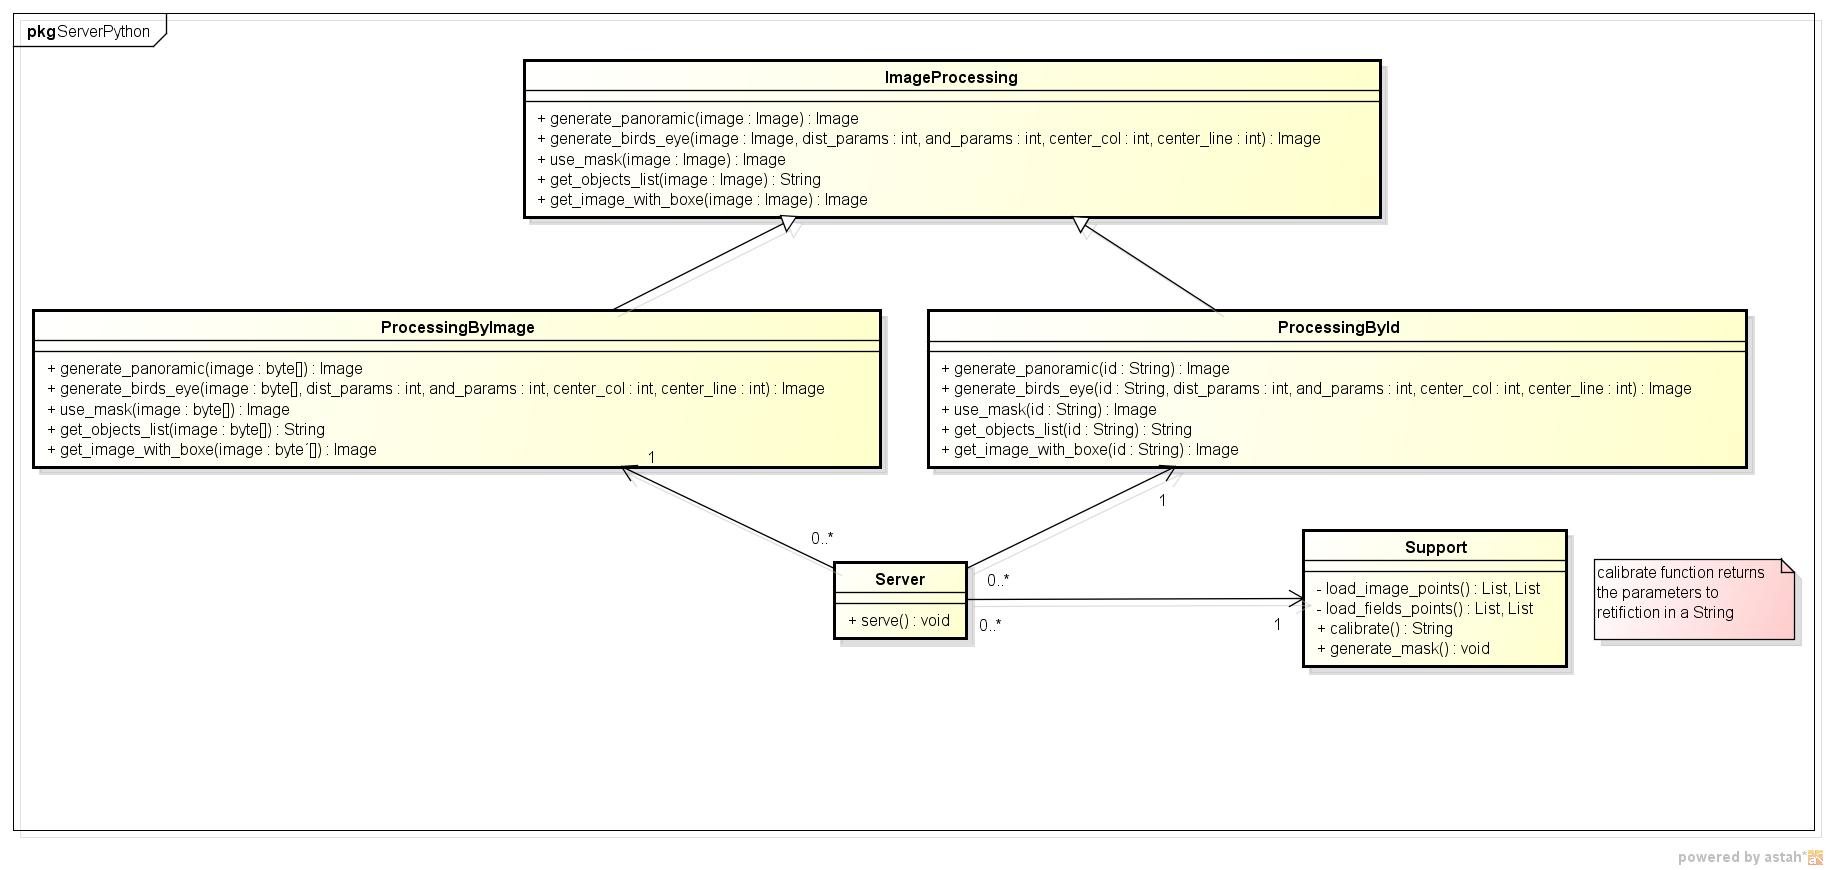 pkg ServerPython
ImageProcessing
+ generate_panoramic(image : Image) : Image
+ generate_birds_eye(image : Image, dist_params : int, and_params : int, center_col : int, center_line : int) : Image
+ use_mask(image : Image) : Image
+ get_objects_list(image : Image) : String
+ get_image_with_boxe(image : Image) : Image
ProcessingByImage
+ generate_panoramic(image : byte[]) : Image
+ generate_birds_eye(image : byte[], dist_params : int, and_params : int, center_col : int, center_line : int) : Image
+ use_mask(image : byte[]) : Image
+ get_objects_list(image : byte[]) : String
+ get_image_with_boxe(image : byte´[]) : Image
ProcessingById
+ generate_panoramic(id : String) : Image
+ generate_birds_eye(id : String, dist_params : int, and_params : int, center_col : int, center_line : int) : Image
+ use_mask(id : String) : Image
+ get_objects_list(id : String) : String
+ get_image_with_boxe(id : String) : Image
1
1
0..*
0..*
0..*
1
Server
+ serve() : void
Support
- load_image_points() : List, List
- load_fields_points() : List, List
+ calibrate() : String
+ generate_mask() : void
calibrate function returns
the parameters to
retifiction in a String
powered by astah*